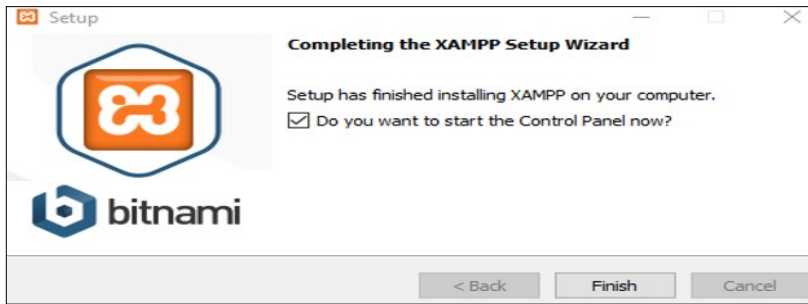 Setup
Completing the XAMPP Setup Wizard
Setup has finished installing XAMPP on your computer.
Do you want to start the Control Panel now?
bitnami
< Back
Finish
Cancel